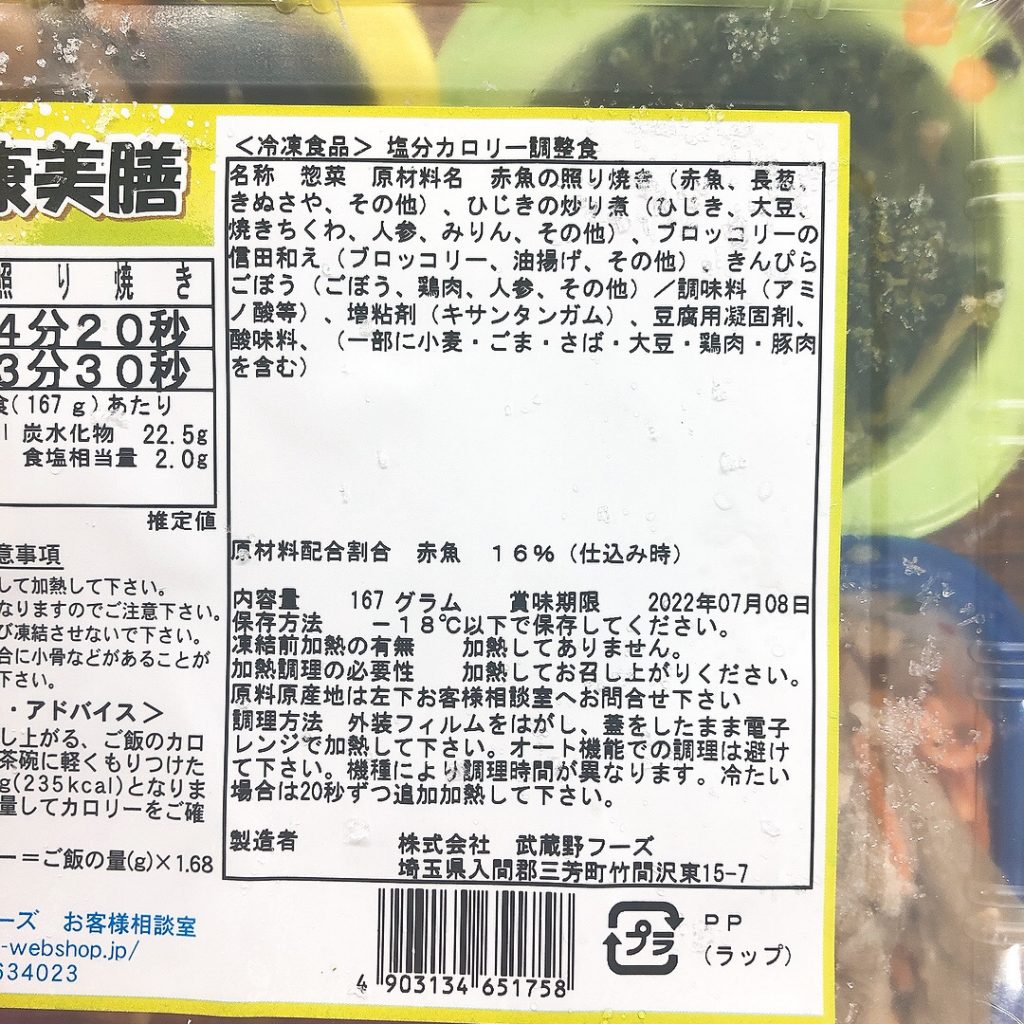 康美膳
照り焼き
4分20秒
3分30秒
食(167g)あたり
炭水化物 22.5g
食塩相当量 2.0g
推定値
意事項
して加熱して下さい。
なりますのでご注意下さい。
び凍結させないで下さい。
合に小骨などがあることが
下さい。
・アドバイス＞
し上がる、ご飯のカロ
茶碗に軽くもりつけた
g(235kcal)となりま
量してカロリーをご確
ー＝ご飯の量(g)×1.68
ーズ お客様相談室
-webshop.jp/
634023
＜冷凍食品＞ 塩分カロリー調整食
名称 惣菜 原材料名 赤魚の照り焼き（赤魚、長葱、
きぬさや、その他）、ひじきの炒り煮（ひじき、大豆、
焼きちくわ、人参、みりん、その他）、ブロッコリーの
信田和え（ブロッコリー、油揚げ、その他）、きんぴら
ごぼう（ごぼう、鶏肉、人参、その他）／調味料（アミ
ノ酸等）、増粘剤（キサンタンガム）、豆腐用凝固剤、
酸味料、（一部に小麦・ごま・さば・大豆・鶏肉・豚肉
を含む）
原材料配合割合 赤魚 １６％（仕込み時）
内容量 167 グラム 賞味期限 2022年07月08日
保存方法 －１８℃以下で保存してください。
凍結前加熱の有無 加熱してありません。
加熱調理の必要性 加熱してお召し上がりください。
原料原産地は左下お客様相談室へお問合せ下さい
調理方法 外装フィルムをはがし、蓋をしたまま電子
レンジで加熱して下さい。オート機能での調理は避け
て下さい。機種により調理時間が異なります。冷たい
場合は20秒ずつ追加加熱して下さい。
製造者 株式会社 武蔵野フーズ
埼玉県入間郡三芳町竹間沢東15-7
4 903134 651758
プラ
PP
（ラップ）